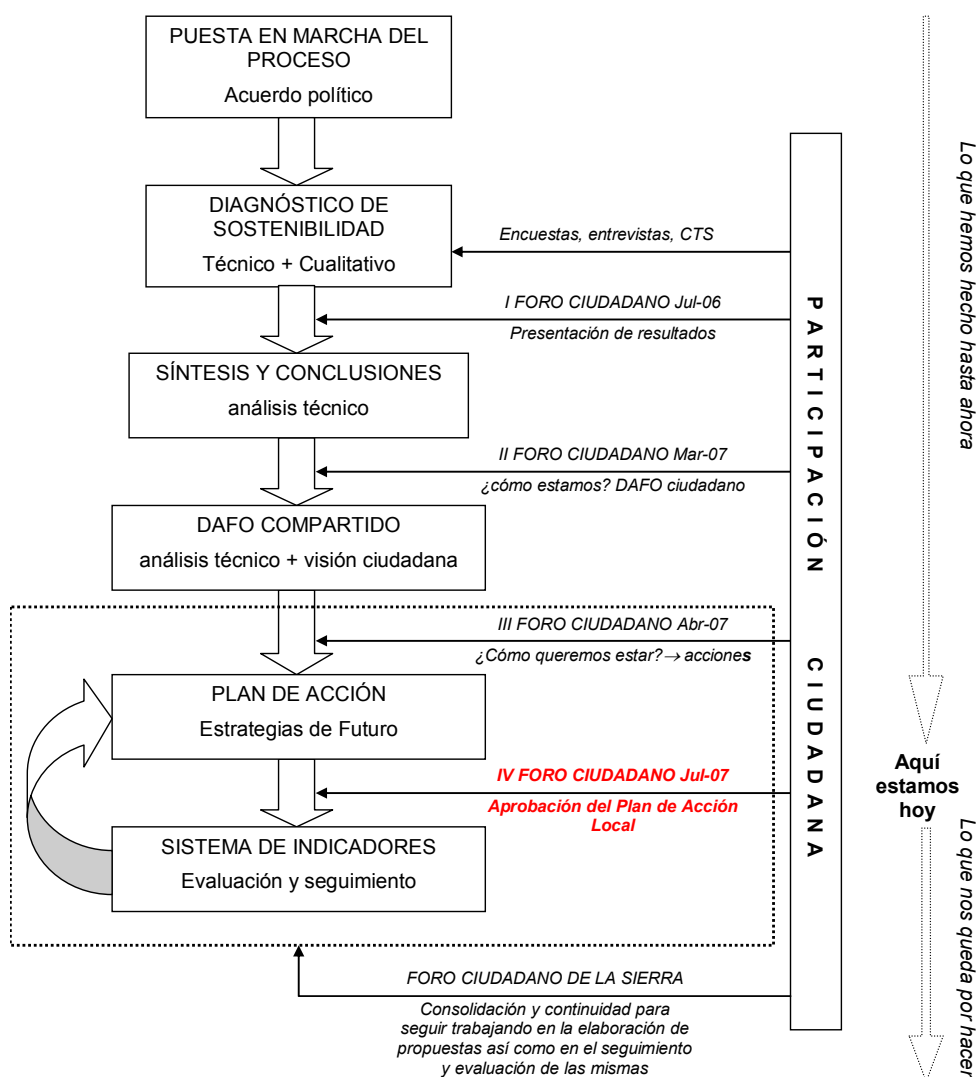 PUESTA EN MARCHA DEL
PROCESO
Acuerdo político
DIAGNÓSTICO DE
SOSTENIBILIDAD
Técnico + Cualitativo
Encuestas, entrevistas, CTS
I FORO CIUDADANO Jul-06
Presentación de resultados
SÍNTESIS Y CONCLUSIONES
análisis técnico
II FORO CIUDADANO Mar-07
¿cómo estamos? DAFO ciudadano
DAFO COMPARTIDO
análisis técnico + visión ciudadana
III FORO CIUDADANO Abr-07
¿Cómo queremos estar?→ acciones
PLAN DE ACCIÓN
Estrategias de Futuro
IV FORO CIUDADANO Jul-07
Aprobación del Plan de Acción
Local
SISTEMA DE INDICADORES
Evaluación y seguimiento
FORO CIUDADANO DE LA SIERRA
Consolidación y continuidad para
seguir trabajando en la elaboración de
propuestas así como en el seguimiento
y evaluación de las mismas
PARTICIPACIÓN CIUDADANA
Lo que hemos hecho hasta ahora
Aquí
estamos
hoy
Lo que nos queda por hacer